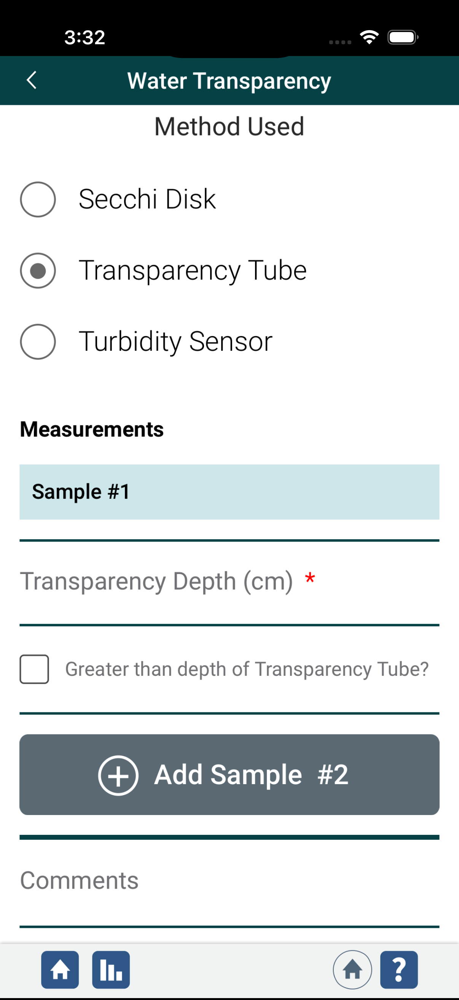 3:32
Water Transparency
Method Used
Secchi Disk
Transparency Tube
Turbidity Sensor
Measurements
Sample #1
Transparency Depth (cm) *
Greater than depth of Transparency Tube?
Add Sample #2
Comments
?